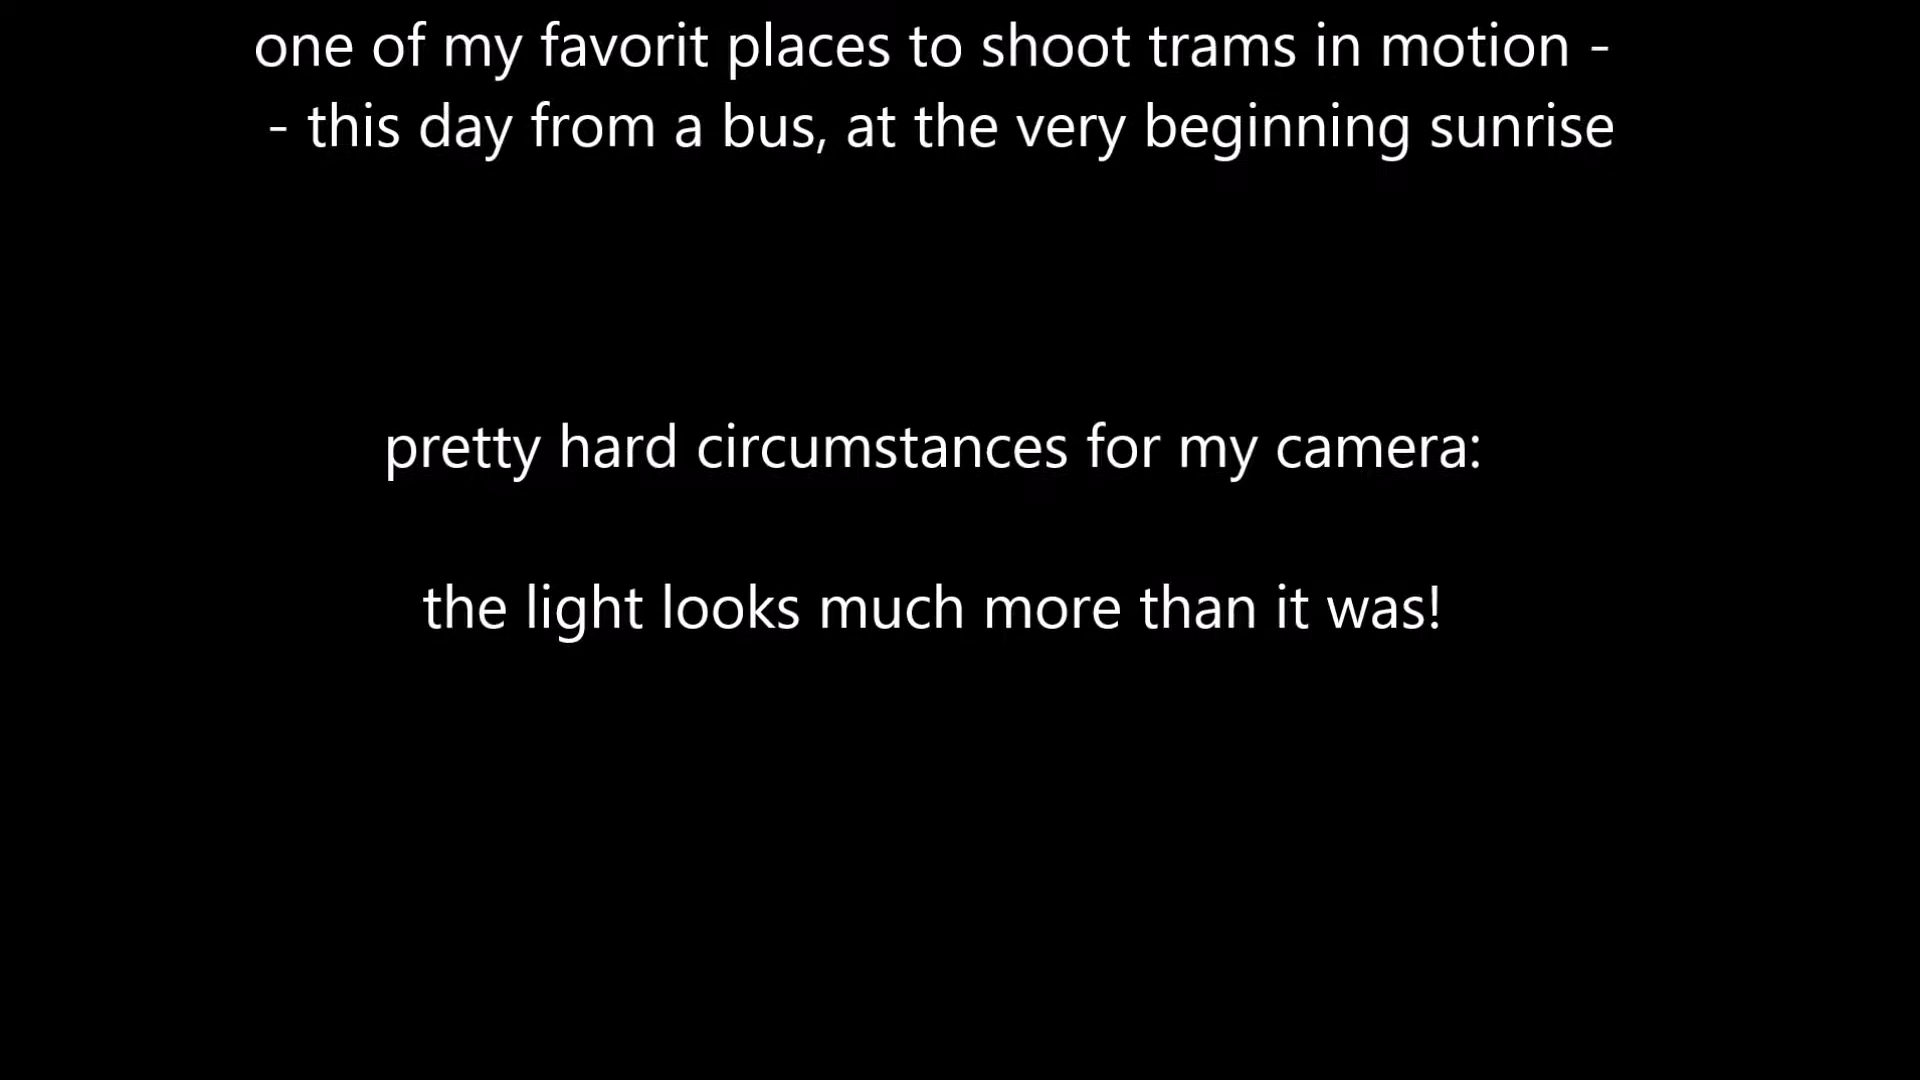 one of my favorit places to shoot trams in motion -
- this day from a bus, at the very beginning sunrise
pretty hard circumstances for my camera:
the light looks much more than it was!